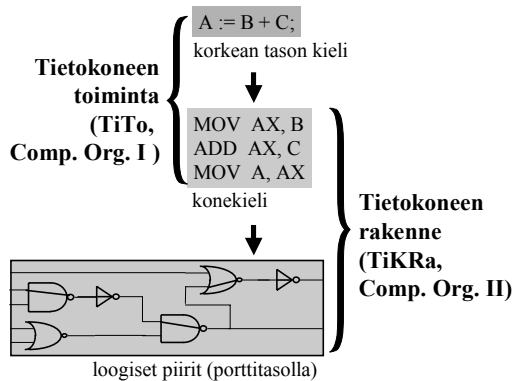 A := B + C;
korkean tason kieli
Tietokoneen
toiminta
(TiTo,
Comp. Org. I )
MOV AX, B
ADD AX, C
MOV A, AX
konekieli
Tietokoneen
rakenne
(TiKRa,
Comp. Org. II)
loogiset piirit (porttitasolla)